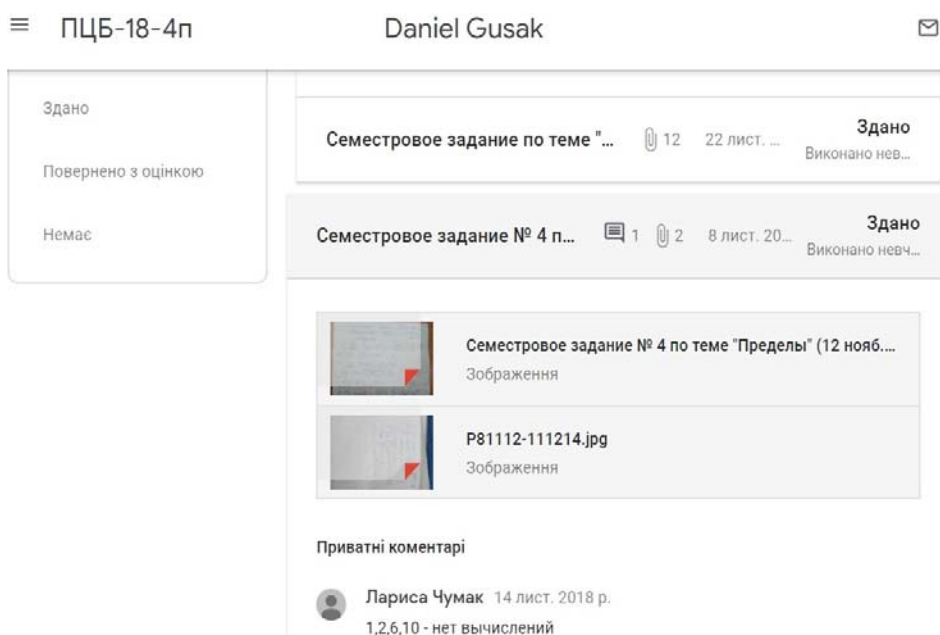 ПЦБ-18-4п
Daniel Gusak
Здано
Повернено з оцінкою
Немає
Семестровое задание по теме "...
12
22 лист. ...
Здано
Виконано нев...
Семестровое задание № 4 п...
1
2
8 лист. 20...
Здано
Виконано невч...
Семестровое задание № 4 по теме "Пределы" (12 нояб....
Зображення
P81112-111214.jpg
Зображення
Приватні коментарі
Лариса Чумак 14 лист. 2018 р.
1,2,6,10 - нет вычислений